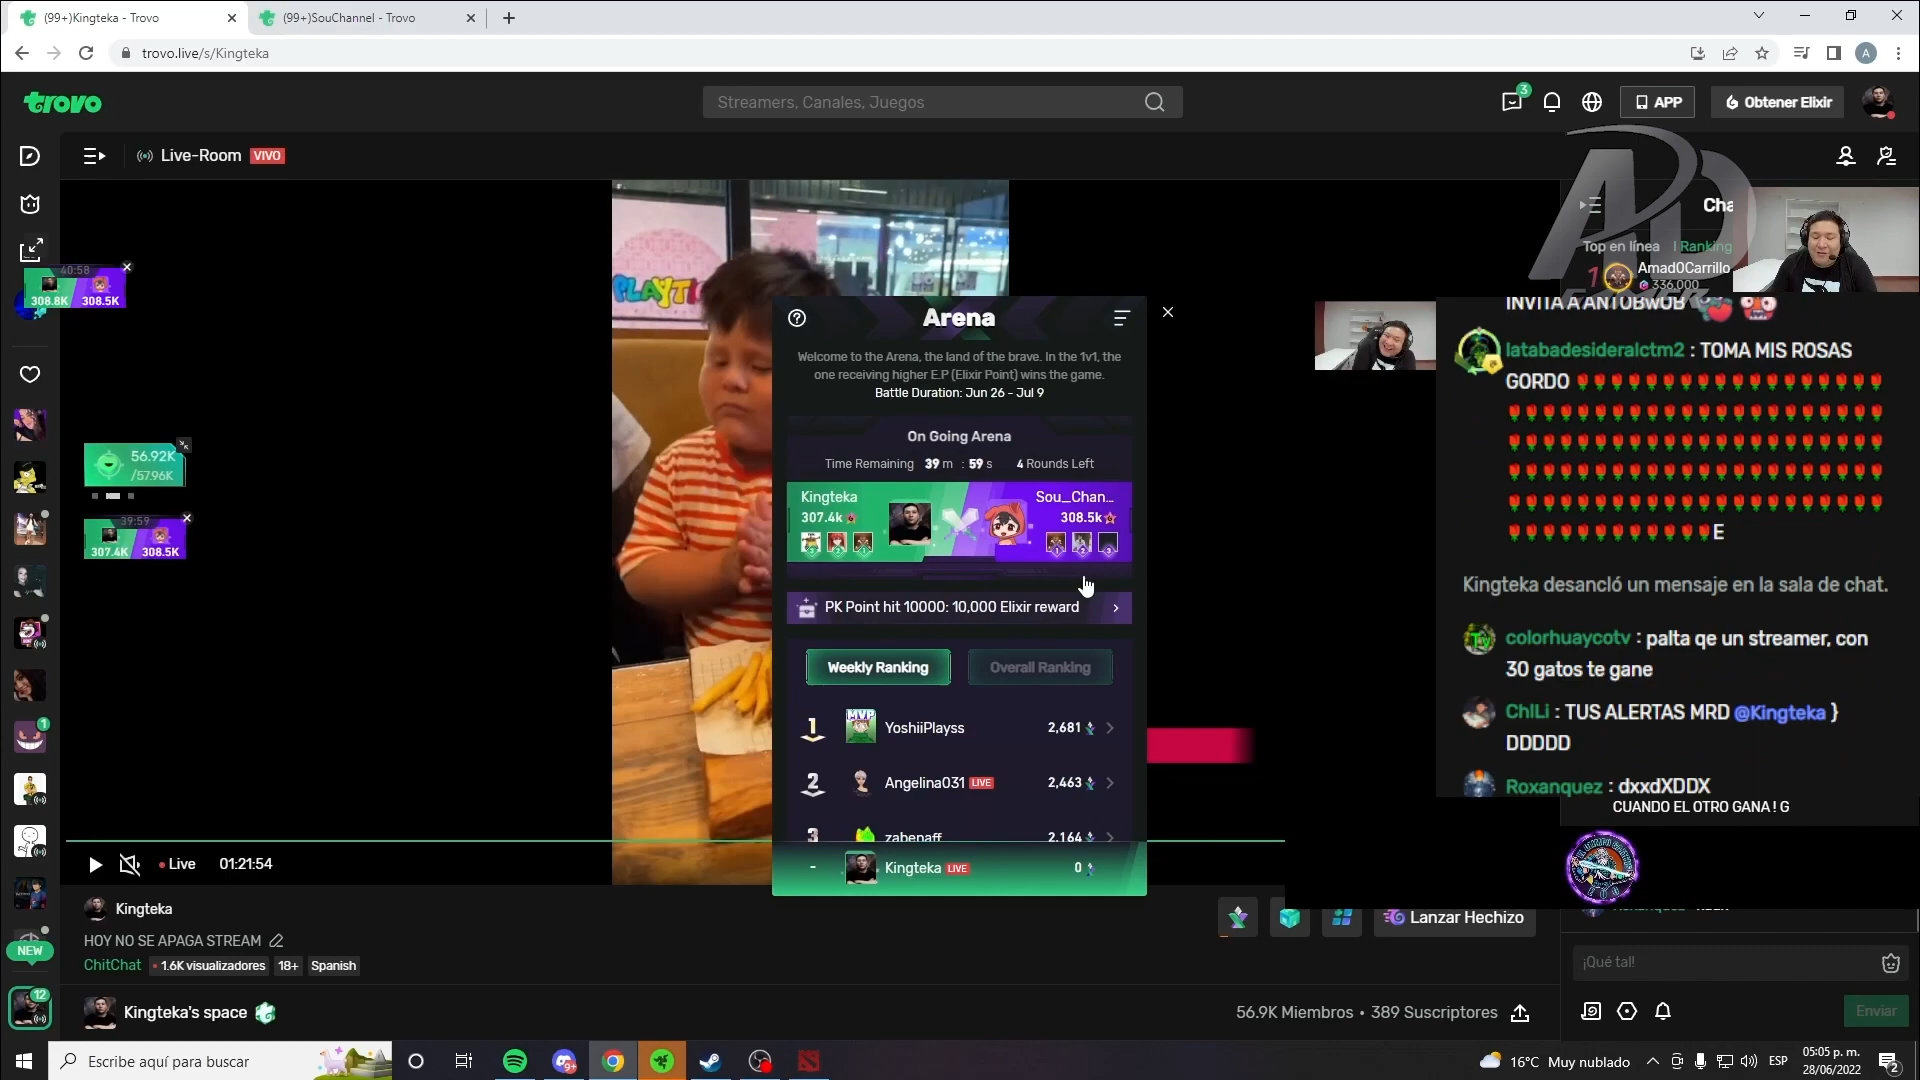 (99+)Kingteka - Trovo
(99+)SouChannel - Trovo
trovo.live/s/Kingteka
A
trovo
Streamers, Canales, Juegos
3
APP
Obtener Elixir
Live-Room VIVO
Cha
Top en línea | Ranking
1 Amad0Carrillo
336,000
40:58
308.8K 308.5K
56.92K
/57.96K
39:59
307.4K 308.5K
Arena
Welcome to the Arena, the land of the brave. In the 1v1, the
one receiving higher E.P (Elixir Point) wins the game.
Battle Duration: Jun 26 - Jul 9
On Going Arena
Time Remaining 39 m : 59 s 4 Rounds Left
Kingteka
307.4k
Sou_Chan...
308.5k
PK Point hit 10000: 10,000 Elixir reward
Weekly Ranking
Overall Ranking
1 MVP YoshiiPlayss 2,681
2 Angelina031 LIVE 2,463
3 zabenaff 2,164
- Kingteka LIVE 0
INVITA A ANTOBWOB
latabadesideralctm2 : TOMA MIS ROSAS
GORDO
E
Kingteka desancló un mensaje en la sala de chat.
colorhuaycotv : palta qe un streamer, con
30 gatos te gane
ChILi : TUS ALERTAS MRD @Kingteka }
DDDDD
Roxanquez : dxxdXDDX
CUANDO EL OTRO GANA ! G
Live 01:21:54
Kingteka
HOY NO SE APAGA STREAM
ChitChat 1.6K visualizadores 18+ Spanish
Lanzar Hechizo
1
NEW
12
Kingteka's space
56.9K Miembros • 389 Suscriptores
¡Qué tal!
Enviar
Escribe aquí para buscar
9+
16°C Muy nublado
ESP
05:05 p. m.
28/06/2022
2